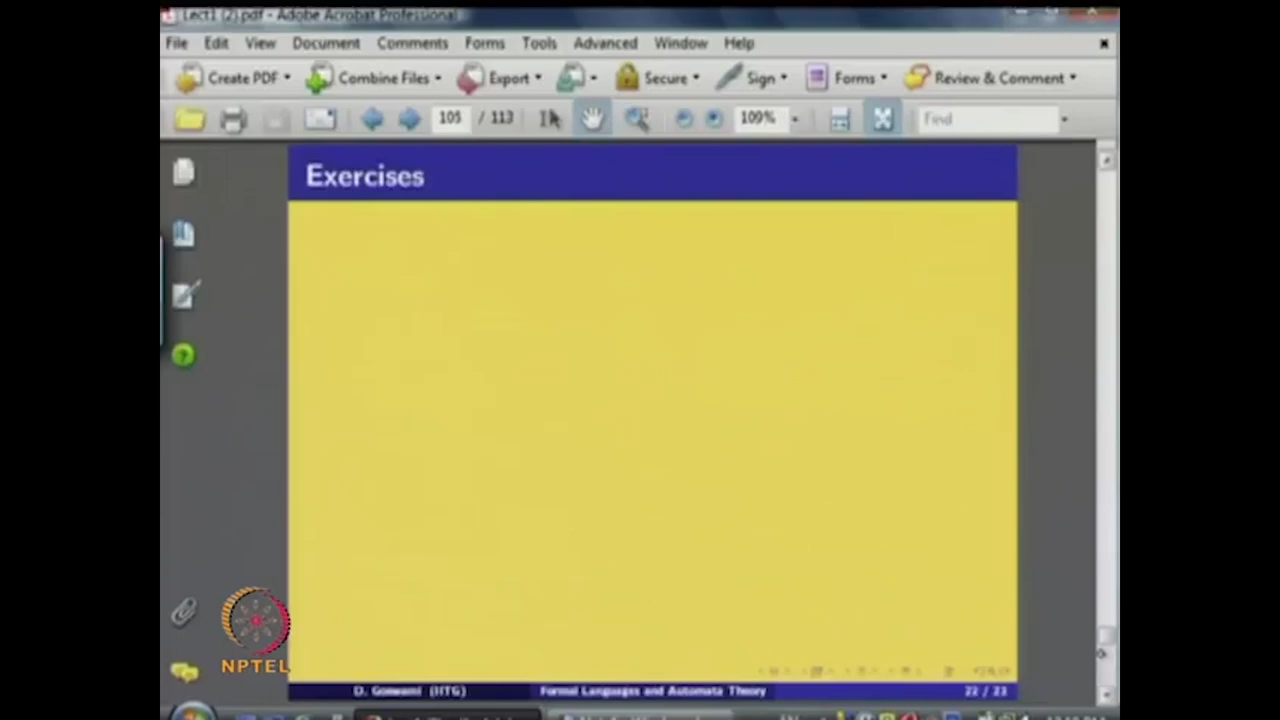 Lect1 (2).pdf - Adobe Acrobat Professional
File Edit View Document Comments Forms Tools Advanced Window Help
Create PDF Combine Files Export Secure Sign Forms Review & Comment
105 / 113 109% Find
Exercises
NPTEL
D. Goswami (IITG) Formal Languages and Automata Theory 22 / 23